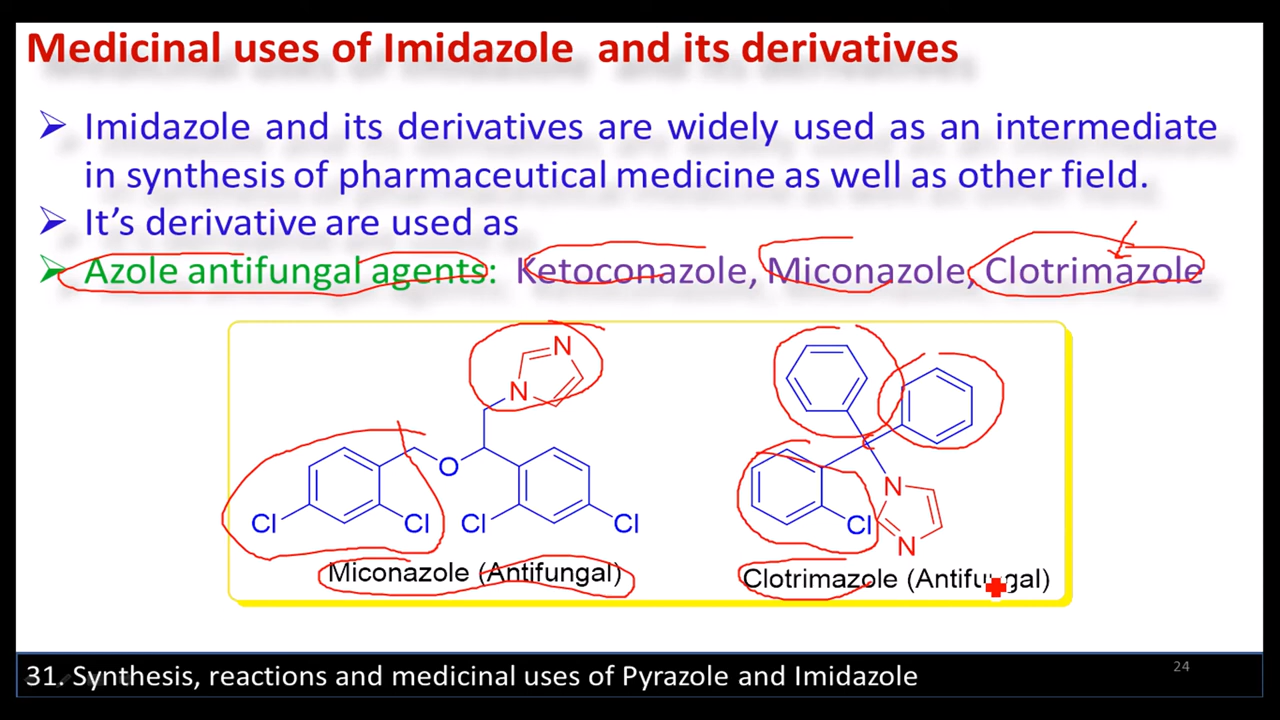 Medicinal uses of Imidazole and its derivatives
Imidazole and its derivatives are widely used as an intermediate
in synthesis of pharmaceutical medicine as well as other field.
It's derivative are used as
Azole antifungal agents: Ketoconazole, Miconazole, Clotrimazole
N
N
O
Cl
Cl
Cl
Cl
Miconazole (Antifungal)
N
Cl
N
Clotrimazole (Antifungal)
31. Synthesis, reactions and medicinal uses of Pyrazole and Imidazole
24